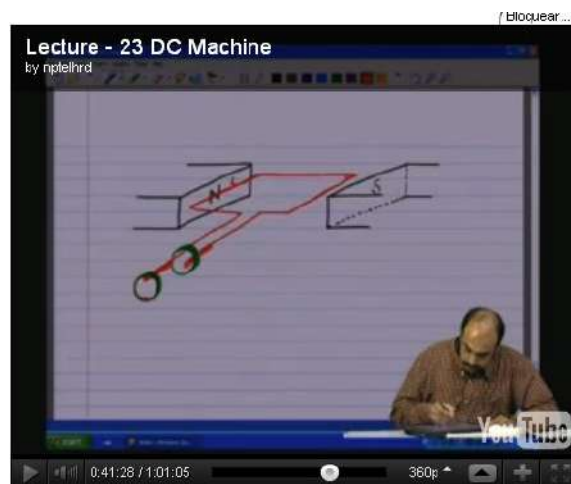 Bloquear...
Lecture - 23 DC Machine
by nptelhrd
N
S
You Tube
0:41:28 / 1:01:05
360p